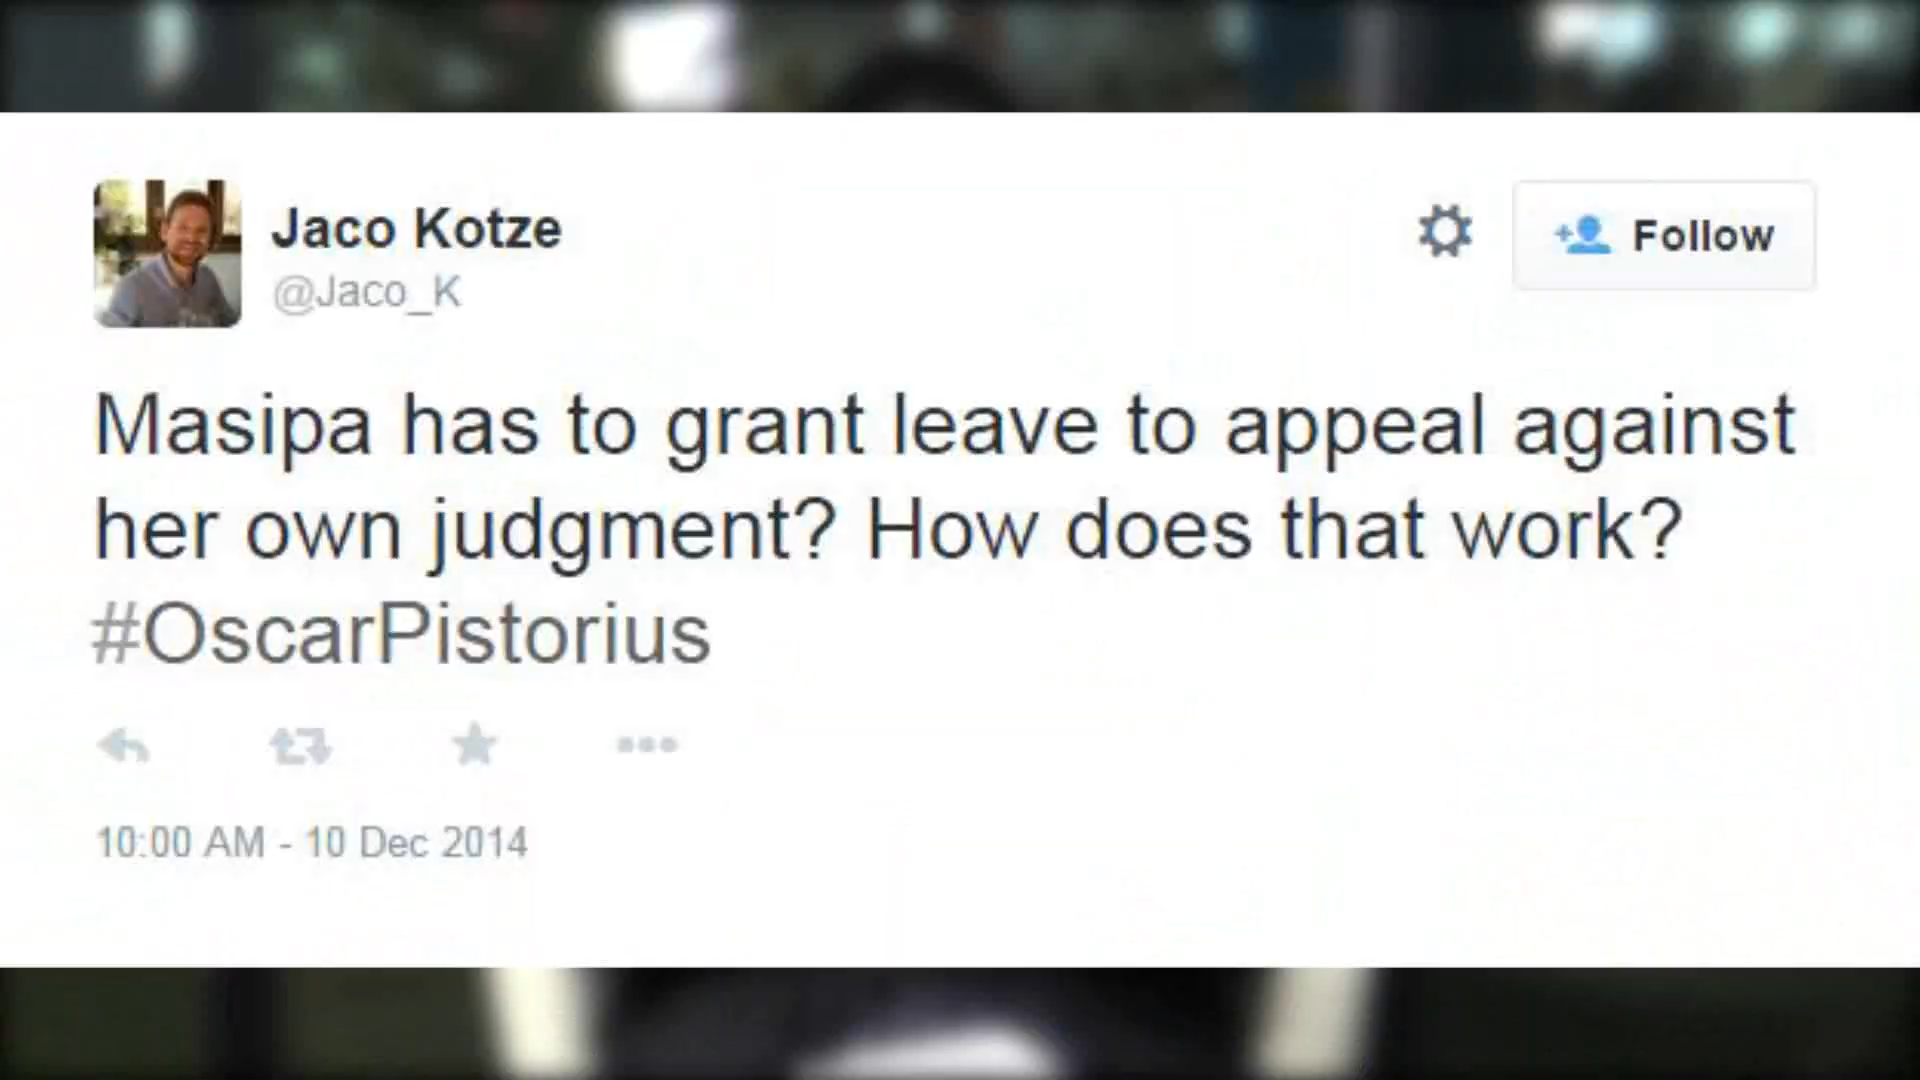 Jaco Kotze
@Jaco_K
Follow
Masipa has to grant leave to appeal against
her own judgment? How does that work?
#OscarPistorius
10:00 AM - 10 Dec 2014